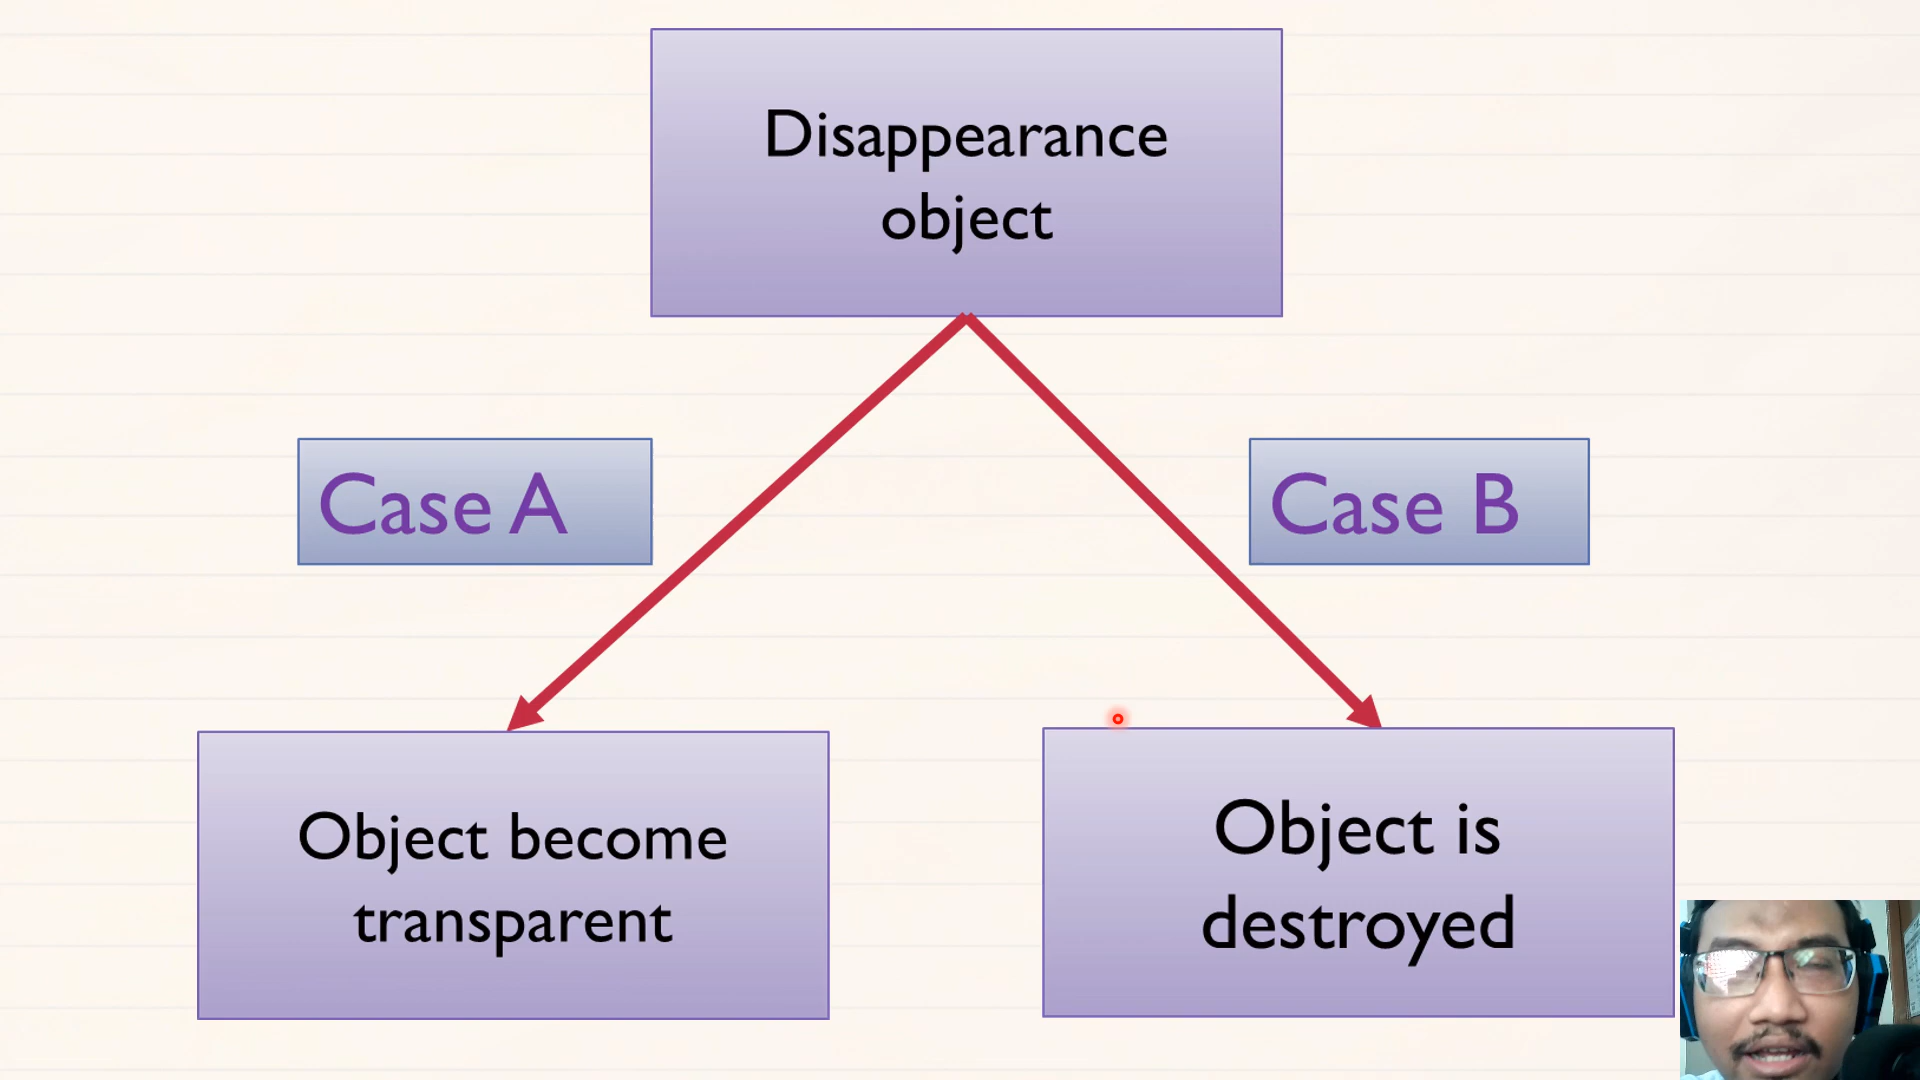 Disappearance
object
Case A
Case B
Object become
transparent
Object is
destroyed